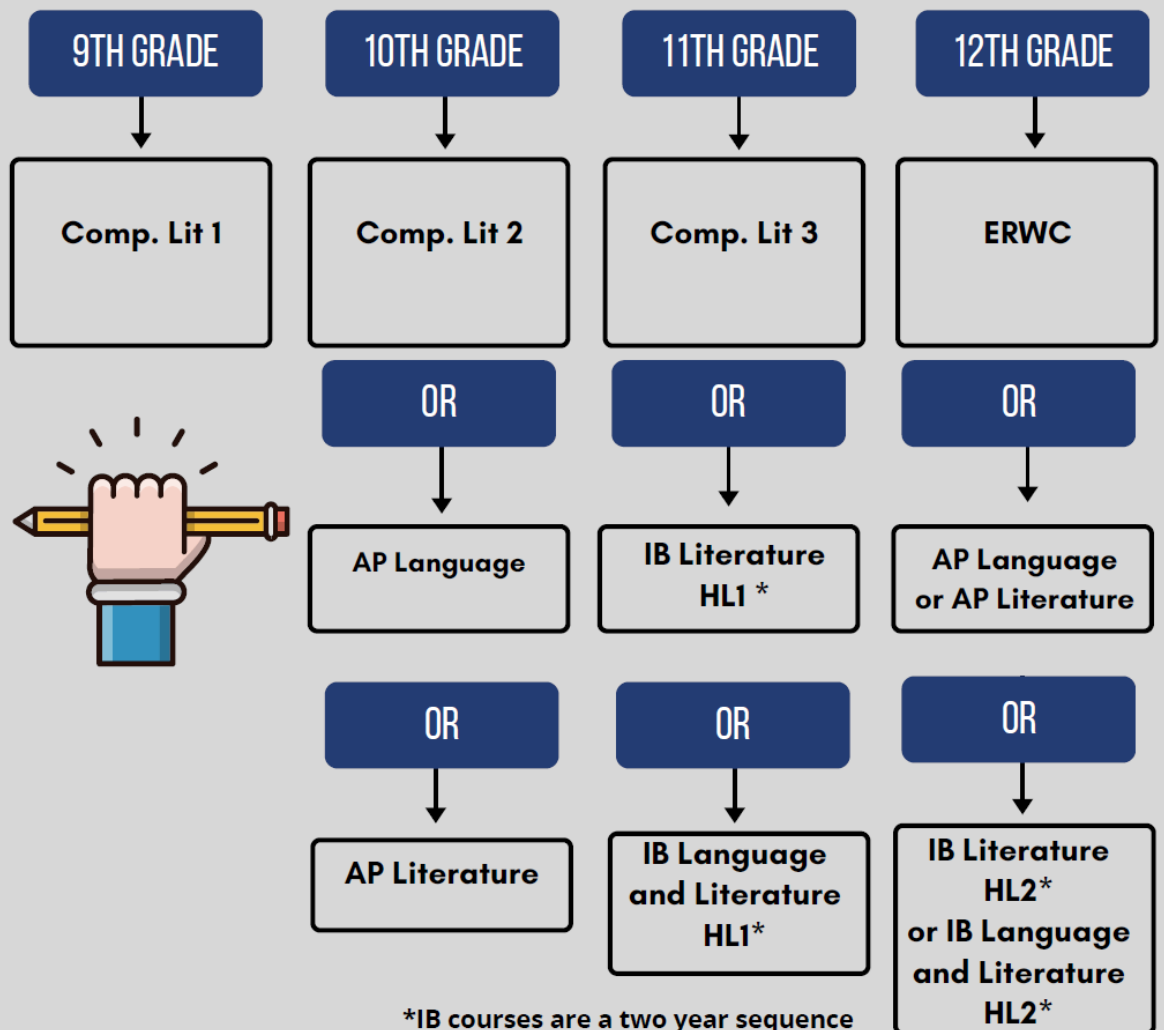 9TH GRADE
10TH GRADE
11TH GRADE
12TH GRADE
Comp. Lit 1
Comp. Lit 2
Comp. Lit 3
ERWC
OR
OR
OR
AP Language
IB Literature
HL1 *
AP Language
or AP Literature
OR
OR
OR
AP Literature
IB Language
and Literature
HL1*
IB Literature
HL2*
or IB Language
and Literature
HL2*
*IB courses are a two year sequence